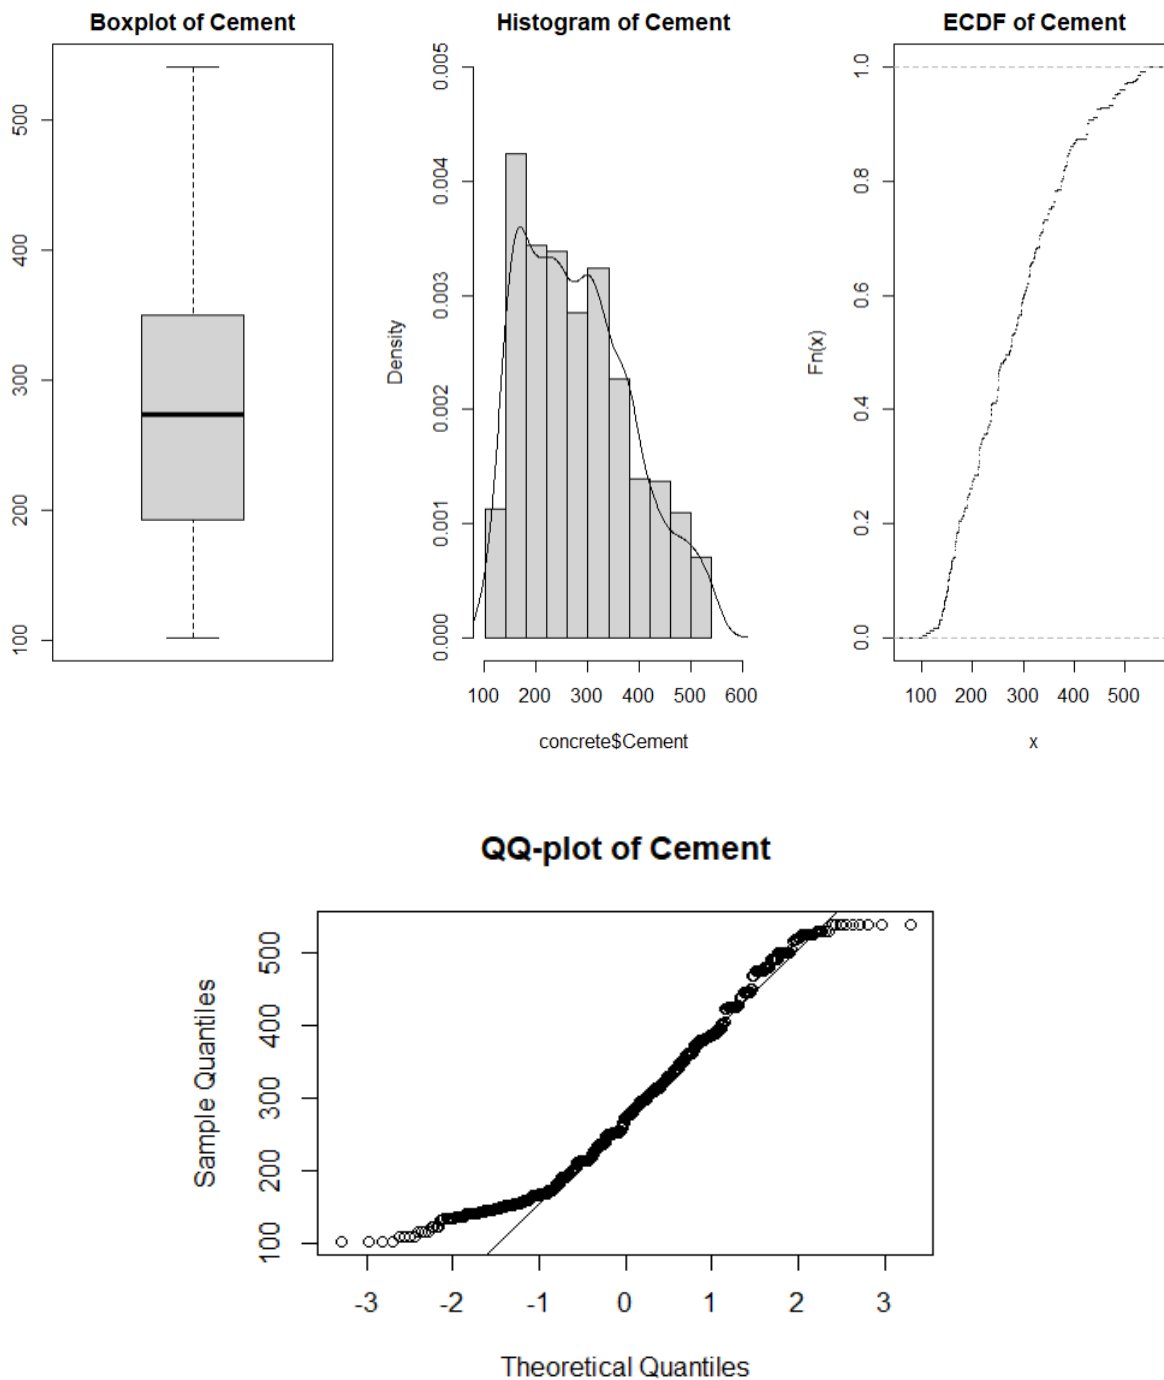 Boxplot of Cement
100
200
300
400
500
Histogram of Cement
Density
0.000
0.001
0.002
0.003
0.004
0.005
100 200 300 400 500 600
concrete$Cement
ECDF of Cement
Fn(x)
0.0
0.2
0.4
0.6
0.8
1.0
100 200 300 400 500
x
QQ-plot of Cement
Sample Quantiles
100
200
300
400
500
-3 -2 -1 0 1 2 3
Theoretical Quantiles